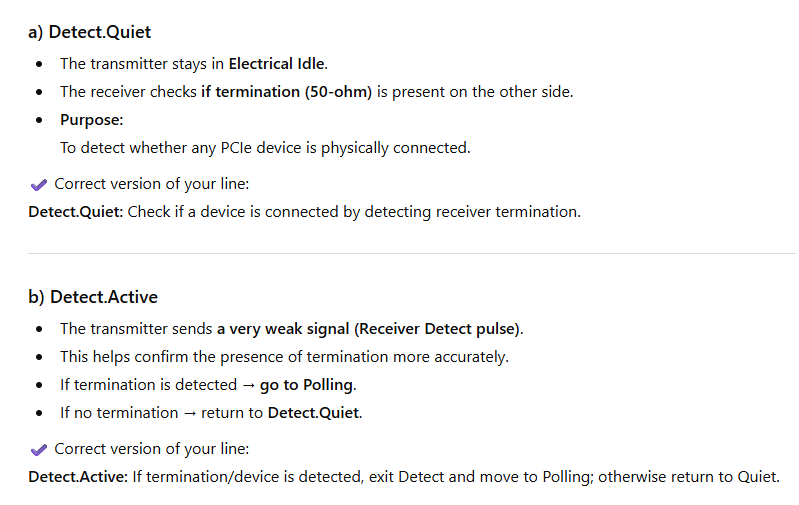 a) Detect.Quiet
• The transmitter stays in Electrical Idle.
• The receiver checks if termination (50-ohm) is present on the other side.
• Purpose:
To detect whether any PCIe device is physically connected.
✔ Correct version of your line:
Detect.Quiet: Check if a device is connected by detecting receiver termination.
b) Detect.Active
• The transmitter sends a very weak signal (Receiver Detect pulse).
• This helps confirm the presence of termination more accurately.
• If termination is detected → go to Polling.
• If no termination → return to Detect.Quiet.
✔ Correct version of your line:
Detect.Active: If termination/device is detected, exit Detect and move to Polling; otherwise return to Quiet.